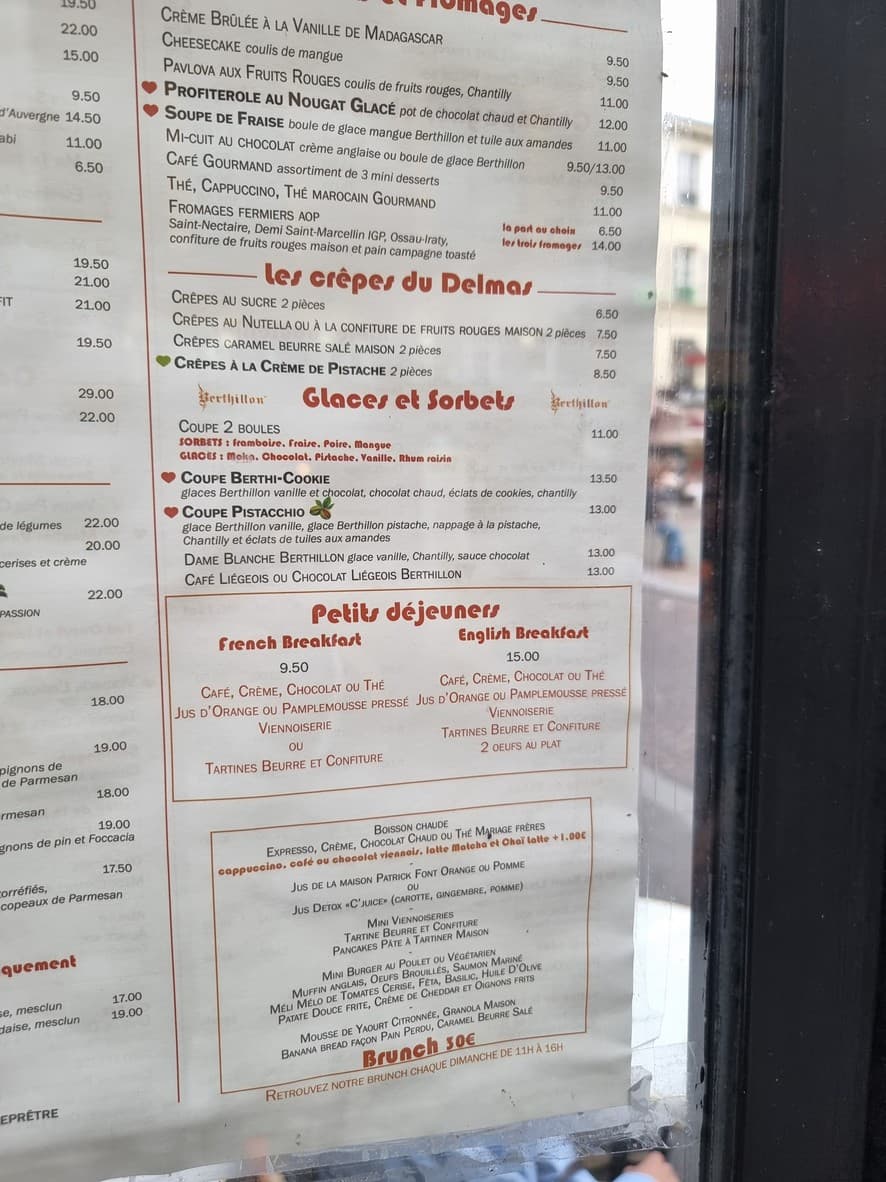 19.50
22.00
15.00
9.50
d'Auvergne 14.50
abi 11.00
6.50
19.50
21.00
FIT 21.00
19.50
29.00
22.00
de légumes 22.00
20.00
cerises et crème
22.00
PASSION
18.00
19.00
pignons de
de Parmesan
18.00
rmesan
19.00
gnons de pin et Foccacia
17.50
orréfiés,
copeaux de Parmesan
quement
se, mesclun 17.00
daise, mesclun 19.00
EPRÊTRE
et Fromages
CRÈME BRÛLÉE À LA VANILLE DE MADAGASCAR 9.50
CHEESECAKE coulis de mangue 9.50
PAVLOVA AUX FRUITS ROUGES coulis de fruits rouges, Chantilly 11.00
PROFITEROLE AU NOUGAT GLACÉ pot de chocolat chaud et Chantilly 12.00
SOUPE DE FRAISE boule de glace mangue Berthillon et tuile aux amandes 11.00
MI-CUIT AU CHOCOLAT crème anglaise ou boule de glace Berthillon 9.50/13.00
CAFÉ GOURMAND assortiment de 3 mini desserts 9.50
THÉ, CAPPUCCINO, THÉ MAROCAIN GOURMAND 11.00
FROMAGES FERMIERS AOP la part au choix 6.50
Saint-Nectaire, Demi Saint-Marcellin IGP, Ossau-Iraty, les trois fromages 14.00
confiture de fruits rouges maison et pain campagne toasté
Les crêpes du Delmas
CRÊPES AU SUCRE 2 pièces 6.50
CRÊPES AU NUTELLA OU À LA CONFITURE DE FRUITS ROUGES MAISON 2 pièces 7.50
CRÊPES CARAMEL BEURRE SALÉ MAISON 2 pièces 7.50
CRÊPES À LA CRÈME DE PISTACHE 2 pièces 8.50
Berthillon Glaces et Sorbets Berthillon
COUPE 2 BOULES 11.00
SORBETS : framboise, Fraise, Poire, Mangue
GLACES : Moka, Chocolat, Pistache, Vanille, Rhum raisin
COUPE BERTHI-COOKIE 13.50
glaces Berthillon vanille et chocolat, chocolat chaud, éclats de cookies, chantilly
COUPE PISTACCHIO 13.00
glace Berthillon vanille, glace Berthillon pistache, nappage à la pistache,
Chantilly et éclats de tuiles aux amandes
DAME BLANCHE BERTHILLON glace vanille, Chantilly, sauce chocolat 13.00
CAFÉ LIÉGEOIS OU CHOCOLAT LIÉGEOIS BERTHILLON 13.00
Petits déjeuners
French Breakfast
9.50
CAFÉ, CRÈME, CHOCOLAT OU THÉ
JUS D'ORANGE OU PAMPLEMOUSSE PRESSÉ
VIENNOISERIE
OU
TARTINES BEURRE ET CONFITURE
English Breakfast
15.00
CAFÉ, CRÈME, CHOCOLAT OU THÉ
JUS D'ORANGE OU PAMPLEMOUSSE PRESSÉ
VIENNOISERIE
TARTINES BEURRE ET CONFITURE
2 OEUFS AU PLAT
BOISSON CHAUDE
EXPRESSO, CRÈME, CHOCOLAT CHAUD OU THÉ MARIAGE FRÈRES
cappuccino, café ou chocolat viennois, latte Matcha et Chaï latte +1.00€
-
JUS DE LA MAISON PATRICK FONT ORANGE OU POMME
OU
JUS DETOX «C'JUICE» (CAROTTE, GINGEMBRE, POMME)
-
MINI VIENNOISERIES
TARTINE BEURRE ET CONFITURE
PANCAKES PÂTE À TARTINER MAISON
-
MINI BURGER AU POULET OU VÉGÉTARIEN
MUFFIN ANGLAIS, OEUFS BROUILLÉS, SAUMON MARINÉ
MÉLI MÉLO DE TOMATES CERISE, FÉTA, BASILIC, HUILE D'OLIVE
PATATE DOUCE FRITE, CRÈME DE CHEDDAR ET OIGNONS FRITS
-
MOUSSE DE YAOURT CITRONNÉE, GRANOLA MAISON
BANANA BREAD FAÇON PAIN PERDU, CARAMEL BEURRE SALÉ
Brunch 30€
RETROUVEZ NOTRE BRUNCH CHAQUE DIMANCHE DE 11H À 16H